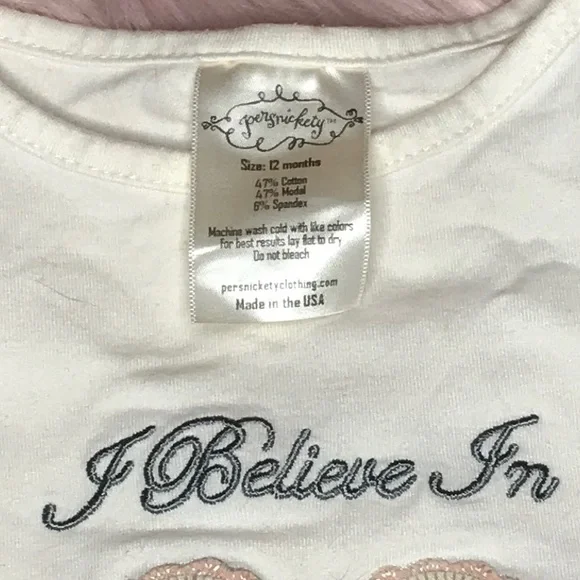 persnickety™
Size: 12 months
47% Cotton
47% Modal
6% Spandex
Machine wash cold with like colors
For best results lay flat to dry
Do not bleach
persnicketyclothing.com
Made in the USA
I Believe In